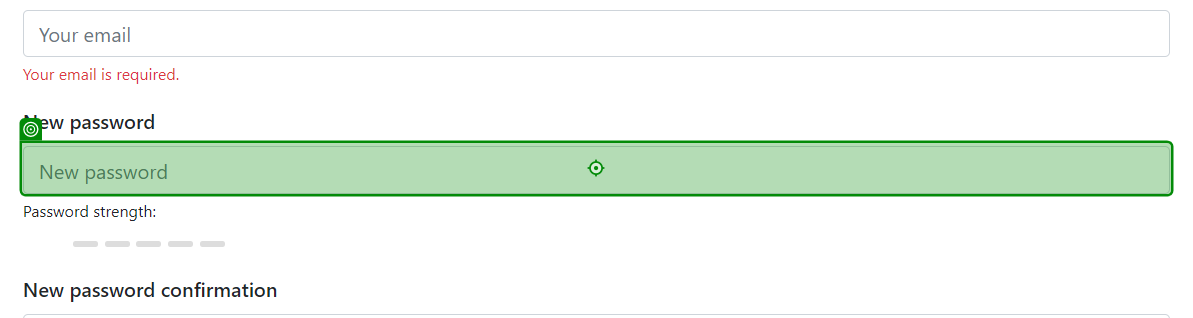 Your email
Your email is required.
New password
New password
Password strength:
New password confirmation